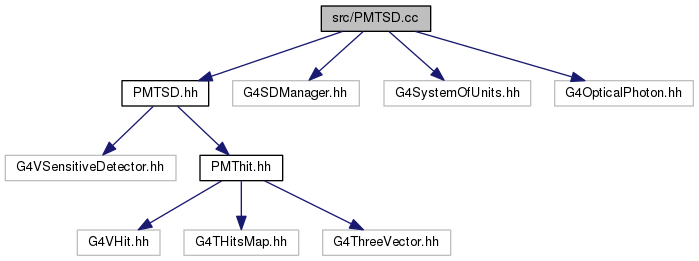 src/PMTSD.cc
PMTSD.hh
G4SDManager.hh
G4SystemOfUnits.hh
G4OpticalPhoton.hh
G4VSensitiveDetector.hh
PMThit.hh
G4VHit.hh
G4THitsMap.hh
G4ThreeVector.hh